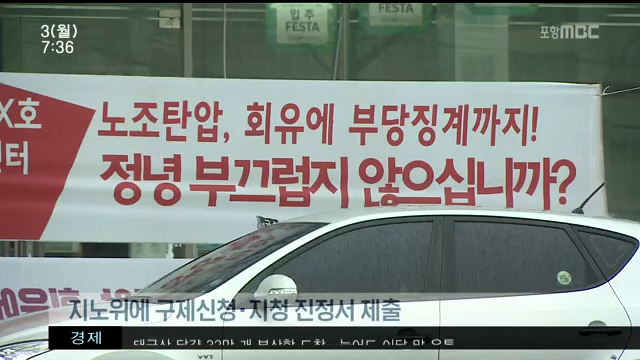 3(월)
7:36
입주
FESTA
FESTA
포항MBC
X호
터
노조탄압, 회유에 부당징계까지!
정녕 부끄럽지 않으십니까?
지노위에 구제신청·지청 진정서 제출
경제